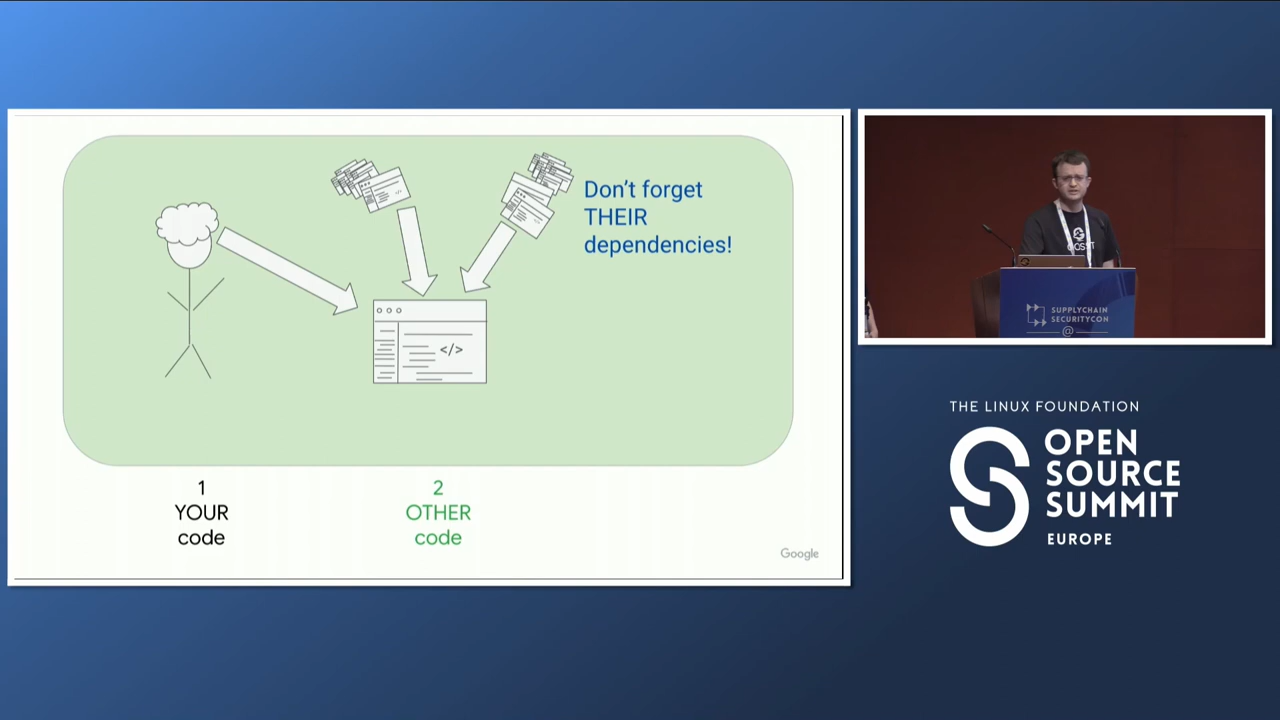 Don't forget
THEIR
dependencies!
</>
1
YOUR
code
2
OTHER
code
Google
SUPPLYCHAIN
SECURITYCON
@
THE LINUX FOUNDATION
OPEN
SOURCE
SUMMIT
EUROPE